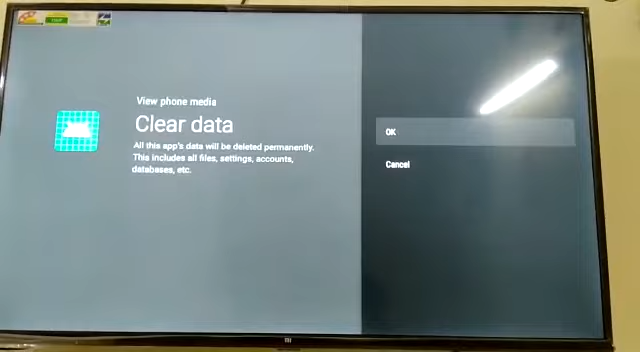 View phone media
Clear data
All this app's data will be deleted permanently.
This includes all files, settings, accounts,
databases, etc.
OK
Cancel
mi